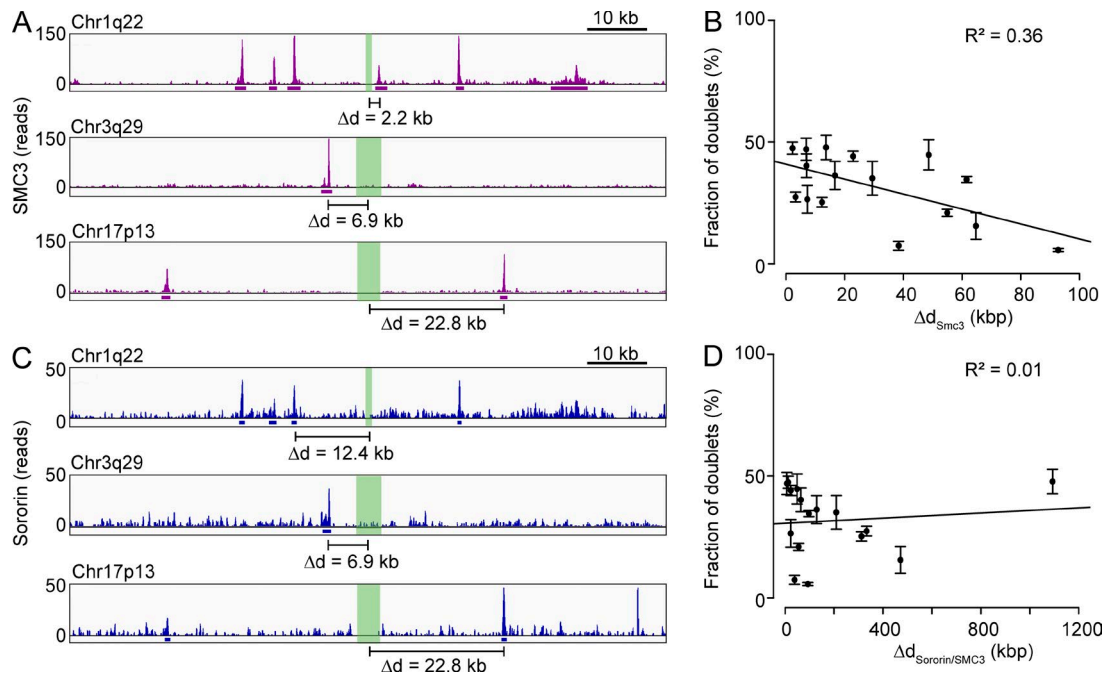 A
Chr1q22
10 kb
150
0
Δd = 2.2 kb
Chr3q29
150
0
Δd = 6.9 kb
Chr17p13
150
0
Δd = 22.8 kb
SMC3 (reads)
B
R² = 0.36
100
50
0
Fraction of doublets (%)
0 20 40 60 80 100
Δd Smc3 (kbp)
C
Chr1q22
10 kb
50
0
Δd = 12.4 kb
Chr3q29
50
0
Δd = 6.9 kb
Chr17p13
50
0
Δd = 22.8 kb
Sororin (reads)
D
R² = 0.01
100
50
0
Fraction of doublets (%)
0 400 800 1200
Δd Sororin/SMC3 (kbp)